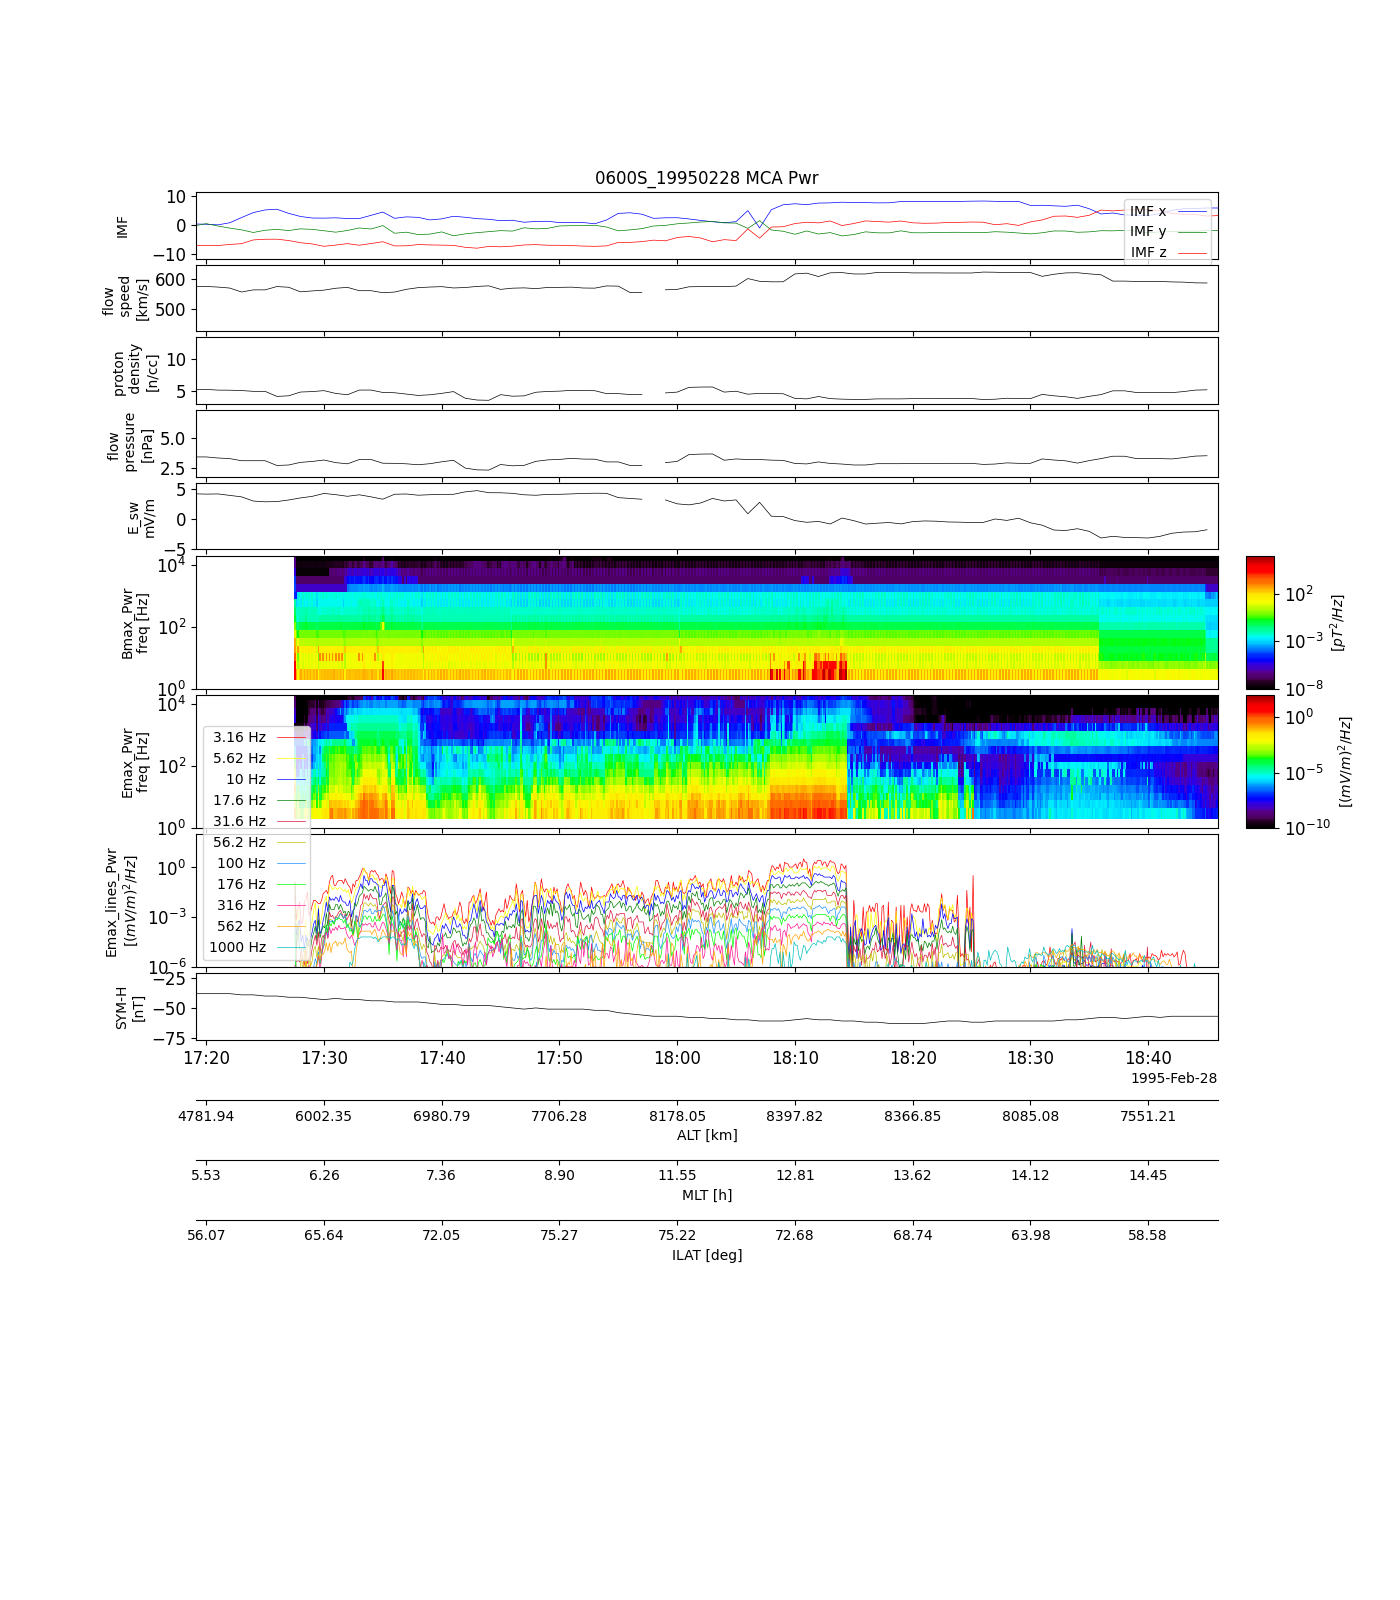 0600S_19950228 MCA Pwr
IMF
10
0
−10
IMF x
IMF y
IMF z
flow
speed
[km/s]
600
500
proton
density
[n/cc]
10
5
flow
pressure
[nPa]
5.0
2.5
E_sw
mV/m
5
0
−5
Bmax_Pwr
freq [Hz]
10^4
10^2
10^0
10^2
10^−3
10^−8
[pT^2/Hz]
Emax_Pwr
freq [Hz]
10^4
10^2
10^0
10^0
10^−5
10^−10
[(mV/m)^2/Hz]
3.16 Hz
5.62 Hz
10 Hz
17.6 Hz
31.6 Hz
56.2 Hz
100 Hz
176 Hz
316 Hz
562 Hz
1000 Hz
Emax_lines_Pwr
[(mV/m)^2/Hz]
10^0
10^−3
10^−6
SYM-H
[nT]
−25
−50
−75
17:20 17:30 17:40 17:50 18:00 18:10 18:20 18:30 18:40
1995-Feb-28
4781.94 6002.35 6980.79 7706.28 8178.05 8397.82 8366.85 8085.08 7551.21
ALT [km]
5.53 6.26 7.36 8.90 11.55 12.81 13.62 14.12 14.45
MLT [h]
56.07 65.64 72.05 75.27 75.22 72.68 68.74 63.98 58.58
ILAT [deg]